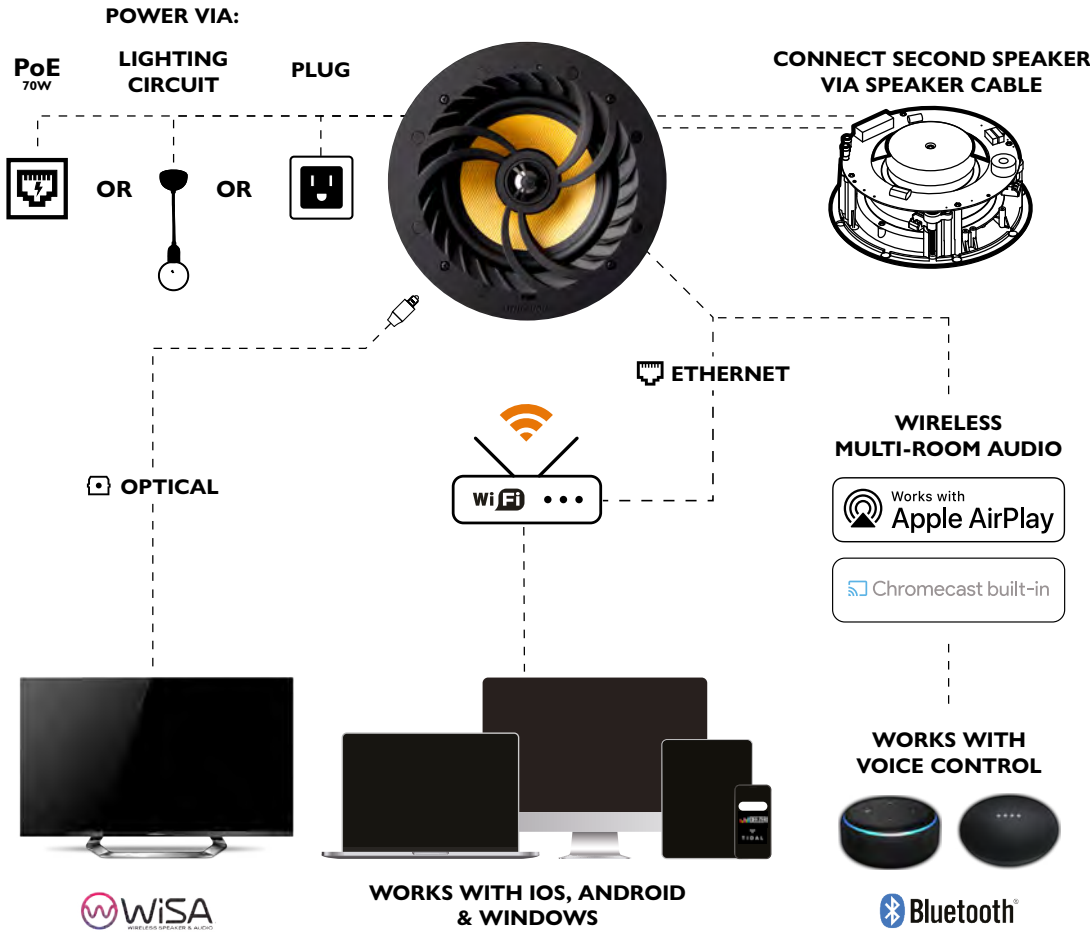 POWER VIA:
PoE
70W
LIGHTING
CIRCUIT
PLUG
CONNECT SECOND SPEAKER
VIA SPEAKER CABLE
OR
OR
ETHERNET
WiFi
OPTICAL
WIRELESS
MULTI-ROOM AUDIO
Works with
Apple AirPlay
Chromecast built-in
WORKS WITH
VOICE CONTROL
TIDAL
WiSA
WIRELESS SPEAKER & AUDIO
WORKS WITH IOS, ANDROID
& WINDOWS
Bluetooth®